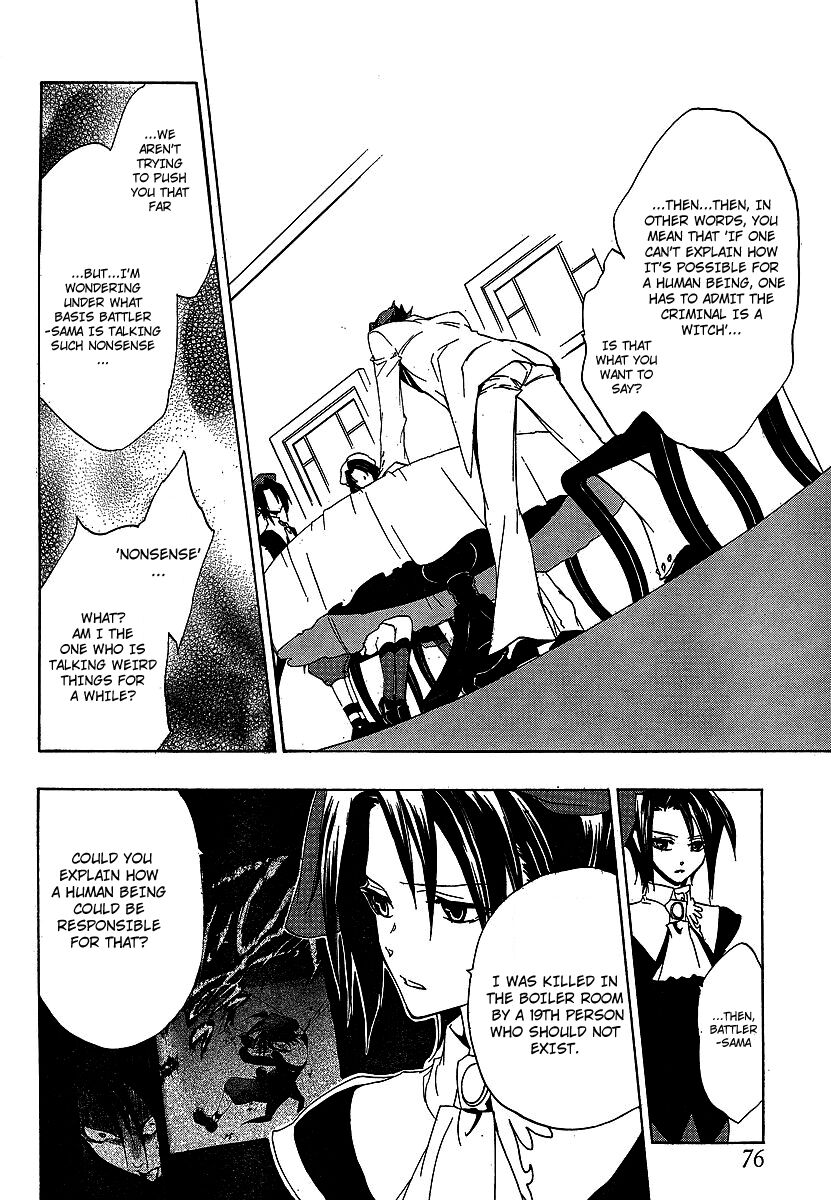 ...THEN...THEN, IN
OTHER WORDS, YOU
MEAN THAT 'IF ONE
CAN'T EXPLAIN HOW
IT'S POSSIBLE FOR
A HUMAN BEING, ONE
HAS TO ADMIT THE
CRIMINAL IS A
WITCH'...
IS THAT
WHAT YOU
WANT TO
SAY?
...WE
AREN'T
TRYING
TO PUSH
YOU THAT
FAR
...BUT...I'M
WONDERING
UNDER WHAT
BASIS BATTLER
-SAMA IS TALKING
SUCH NONSENSE
...
'NONSENSE'
...
WHAT?
AM I THE
ONE WHO IS
TALKING WEIRD
THINGS FOR
A WHILE?
...THEN,
BATTLER
-SAMA
I WAS KILLED IN
THE BOILER ROOM
BY A 19TH PERSON
WHO SHOULD NOT
EXIST.
COULD YOU
EXPLAIN HOW
A HUMAN BEING
COULD BE
RESPONSIBLE
FOR THAT?
76